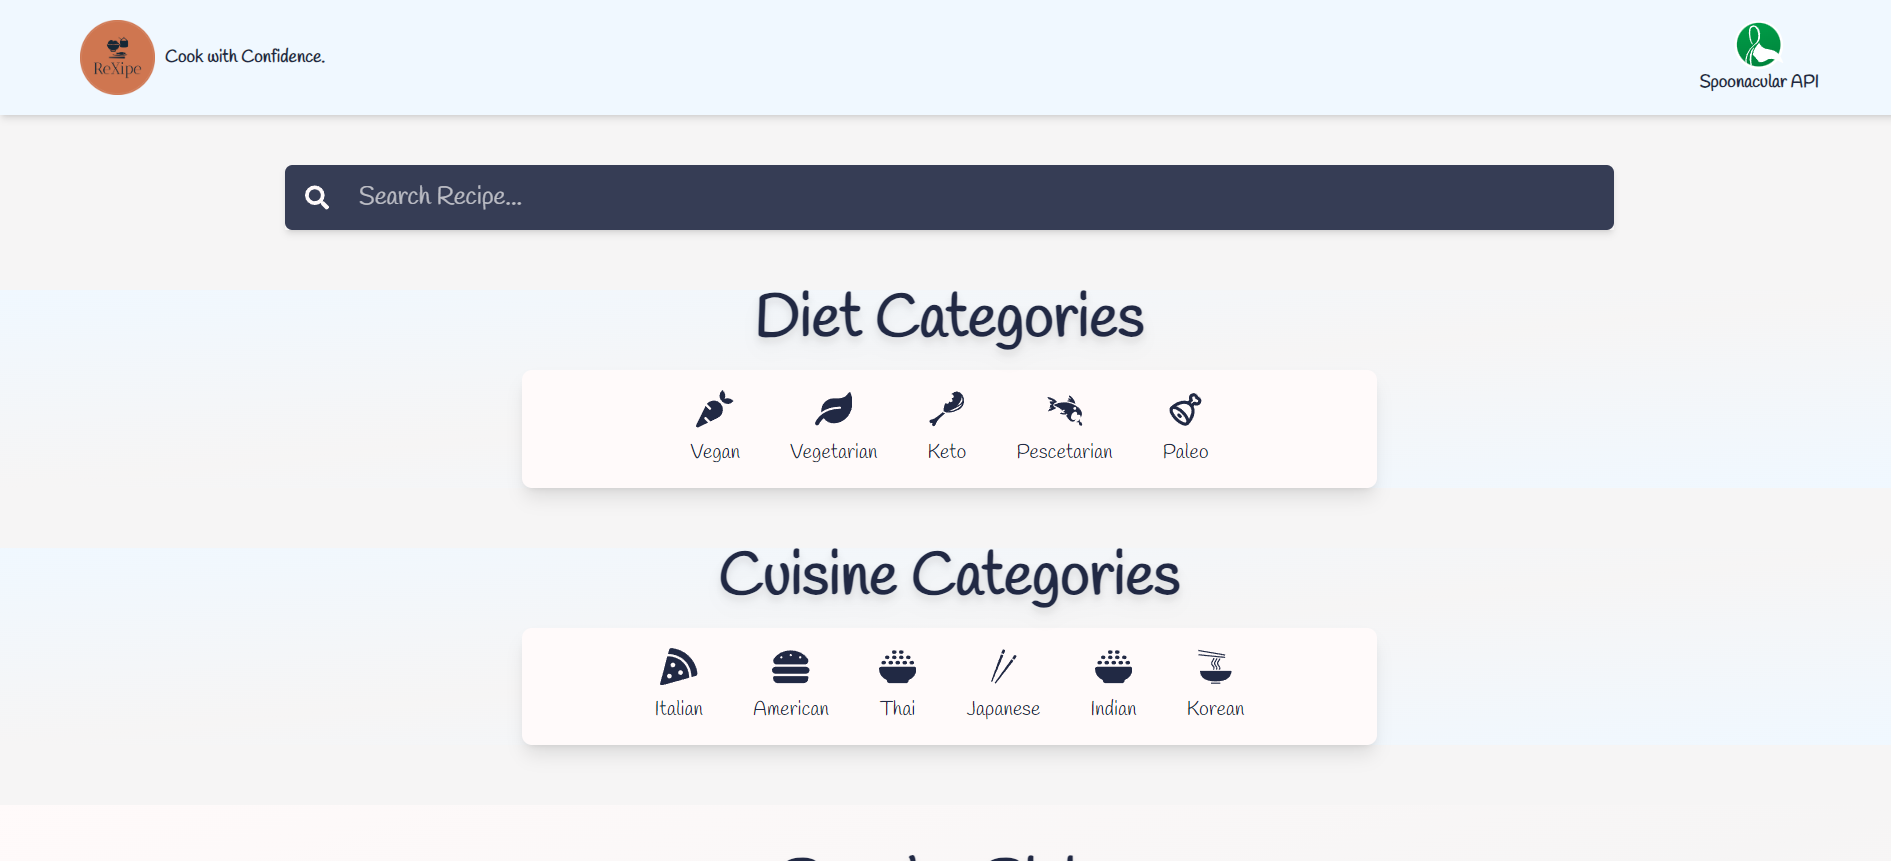 ReXipe
Cook with Confidence.
Spoonacular API
Search Recipe...
Diet Categories
Vegan Vegetarian Keto Pescetarian Paleo
Cuisine Categories
Italian American Thai Japanese Indian Korean